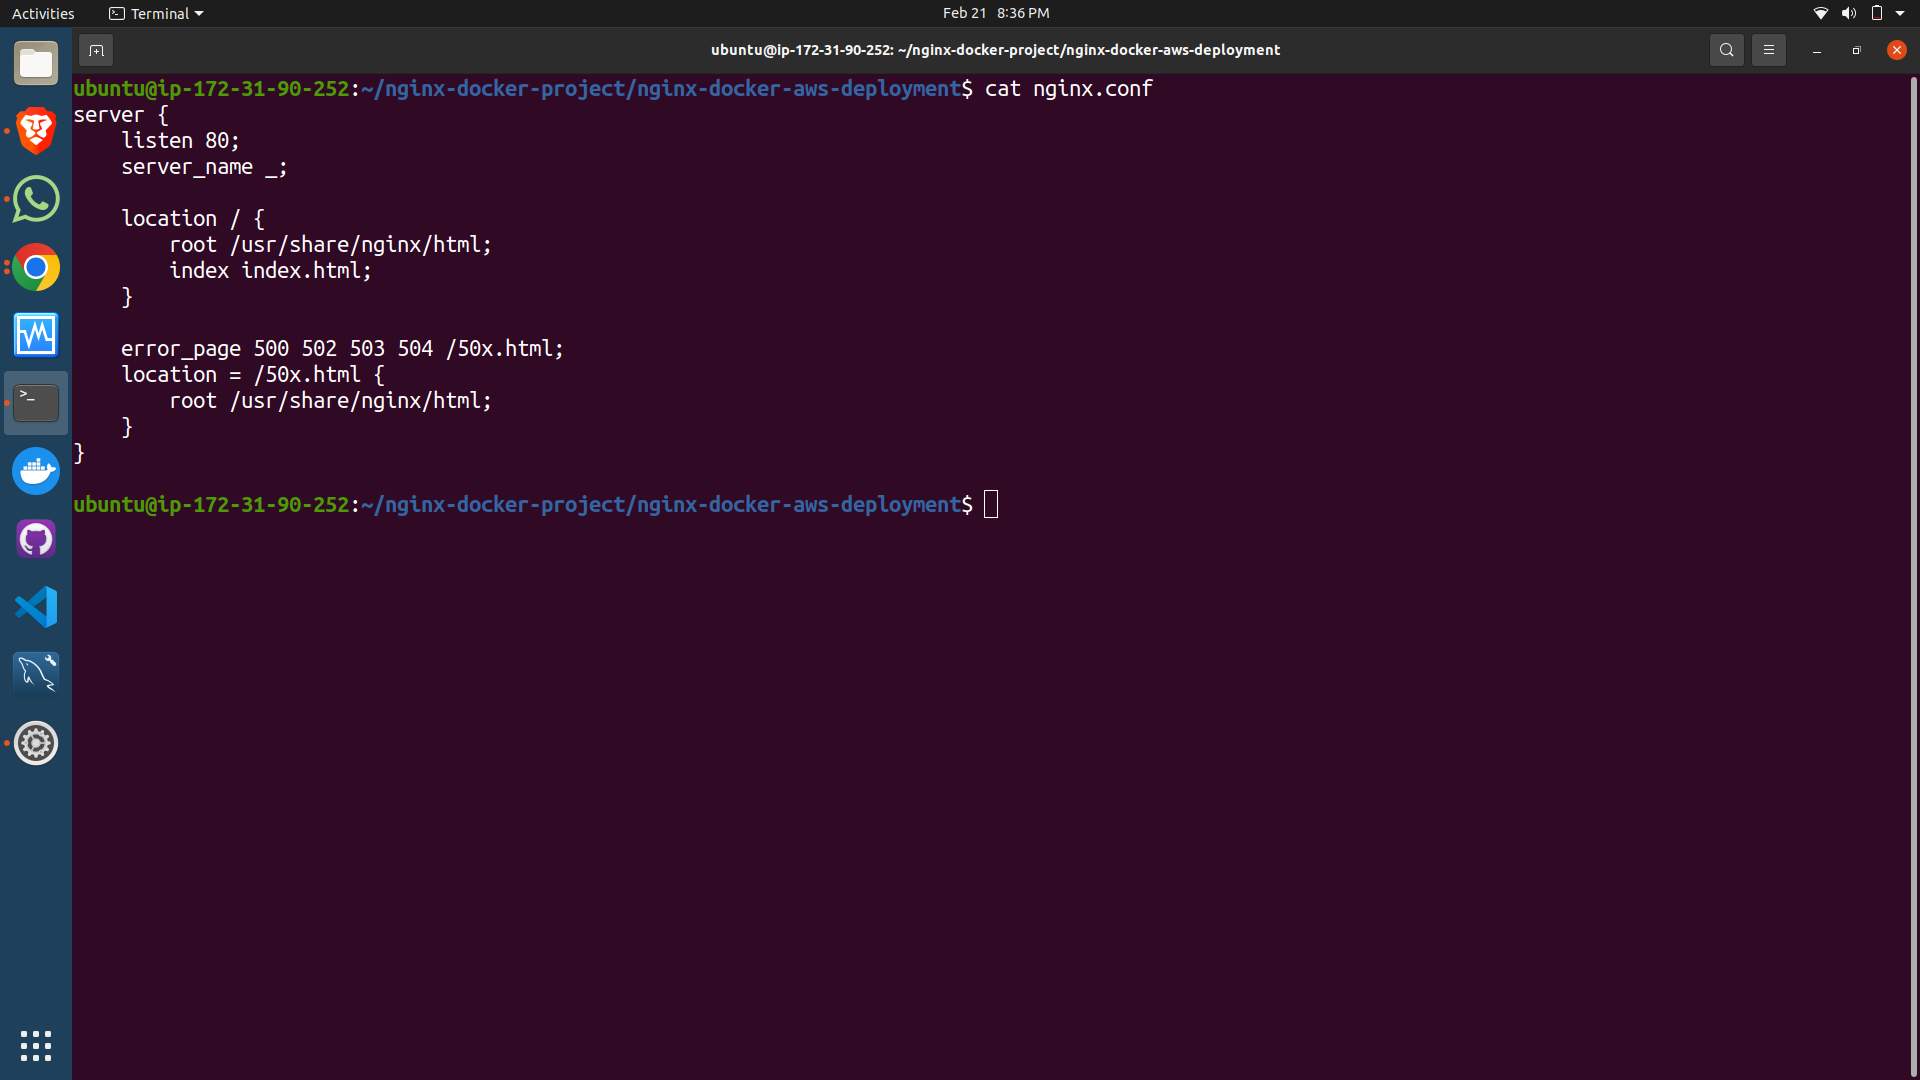 Activities Terminal Feb 21 8:36 PM
ubuntu@ip-172-31-90-252: ~/nginx-docker-project/nginx-docker-aws-deployment
ubuntu@ip-172-31-90-252:~/nginx-docker-project/nginx-docker-aws-deployment$ cat nginx.conf
server {
    listen 80;
    server_name _;

    location / {
        root /usr/share/nginx/html;
        index index.html;
    }

    error_page 500 502 503 504 /50x.html;
    location = /50x.html {
        root /usr/share/nginx/html;
    }
}

ubuntu@ip-172-31-90-252:~/nginx-docker-project/nginx-docker-aws-deployment$